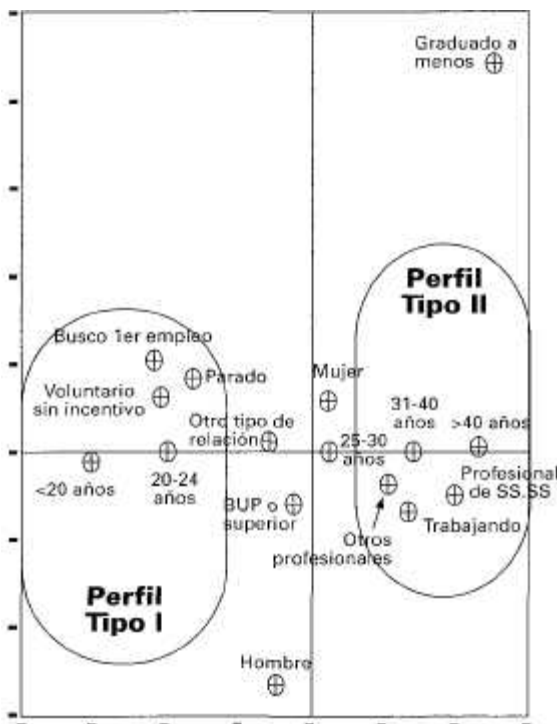 Graduado a
menos
Perfil
Tipo II
Busco 1er empleo
Parado
Mujer
Voluntario
sin incentivo
31-40
años
>40 años
Otro tipo de
relación
25-30
años
<20 años
20-24
años
Profesional
de SS.SS
BUP o
superior
Trabajando
Otros
profesionales
Perfil
Tipo I
Hombre